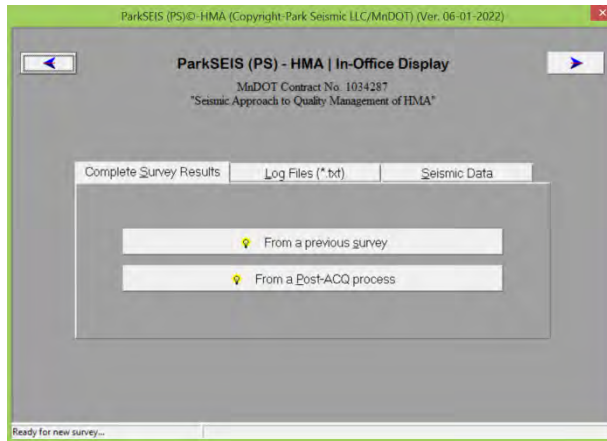 ParkSEIS (PS)©-HMA (Copyright-Park Seismic LLC/MnDOT) (Ver. 06-01-2022)
ParkSEIS (PS) - HMA | In-Office Display
MnDOT Contract No. 1034287
"Seismic Approach to Quality Management of HMA"
Complete Survey Results
Log Files (*.txt)
Seismic Data
From a previous survey
From a Post-ACQ process
Ready for new survey...